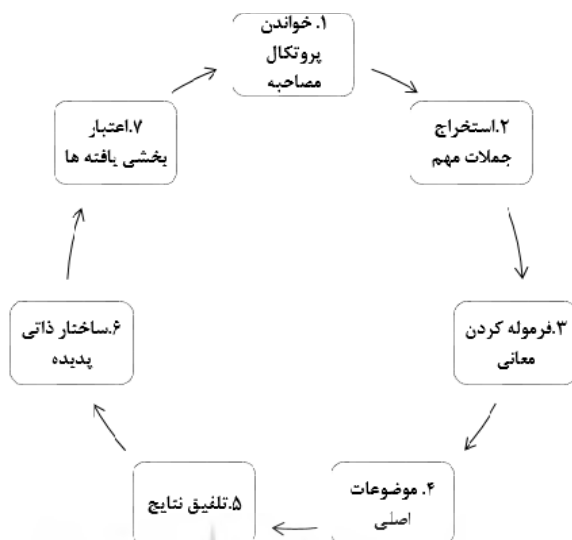 ۱. خواندن
پروتکال
مصاحبه
۲.استخراج
جملات مهم
۳.فرموله کردن
معانی
۴. موضوعات
اصلی
۵.تلفیق نتایج
۶.ساختار ذاتی
پدیده
۷.اعتبار
بخشی یافته ها